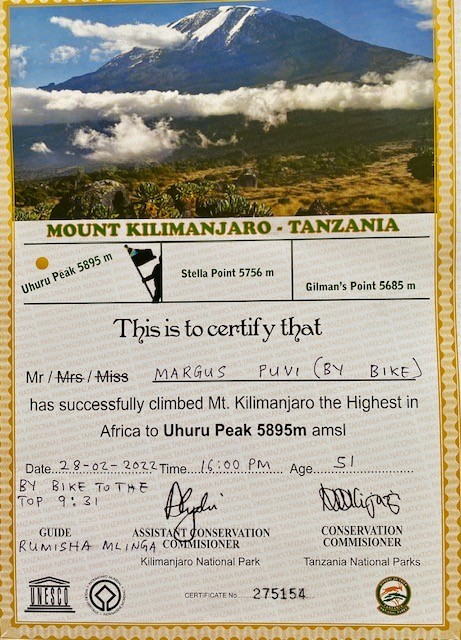 MOUNT KILIMANJARO - TANZANIA
Uhuru Peak 5895 m
Stella Point 5756 m
Gilman's Point 5685 m
This is to certify that
Mr / Mrs / Miss MARGUS PUVI (BY BIKE)
has successfully climbed Mt. Kilimanjaro the Highest in
Africa to Uhuru Peak 5895m amsl
Date...28-02-2022 Time....16:00 PM Age......51
BY BIKE TO THE
TOP 9:31
GUIDE
RUMISHA MLINGA
ASSISTANT CONSERVATION
COMMISIONER
Kilimanjaro National Park
CONSERVATION
COMMISIONER
Tanzania National Parks
UNESCO
CERTIFICATE No. 275154